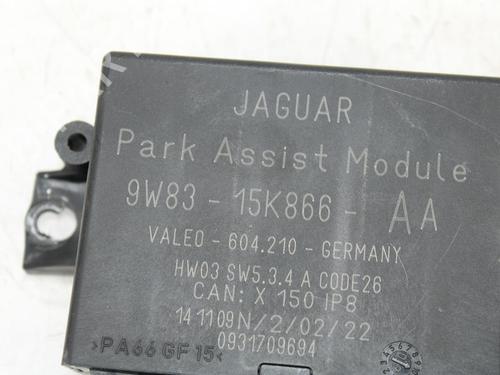 JAGUAR
Park Assist Module
9W83 - 15K866 - AA
VALEO - 604.210 - GERMANY
HW03 SW5.3.4 A CODE26
CAN: X 150 IP8
141109N/2/02/22
0931709694
>PA66 GF 15<